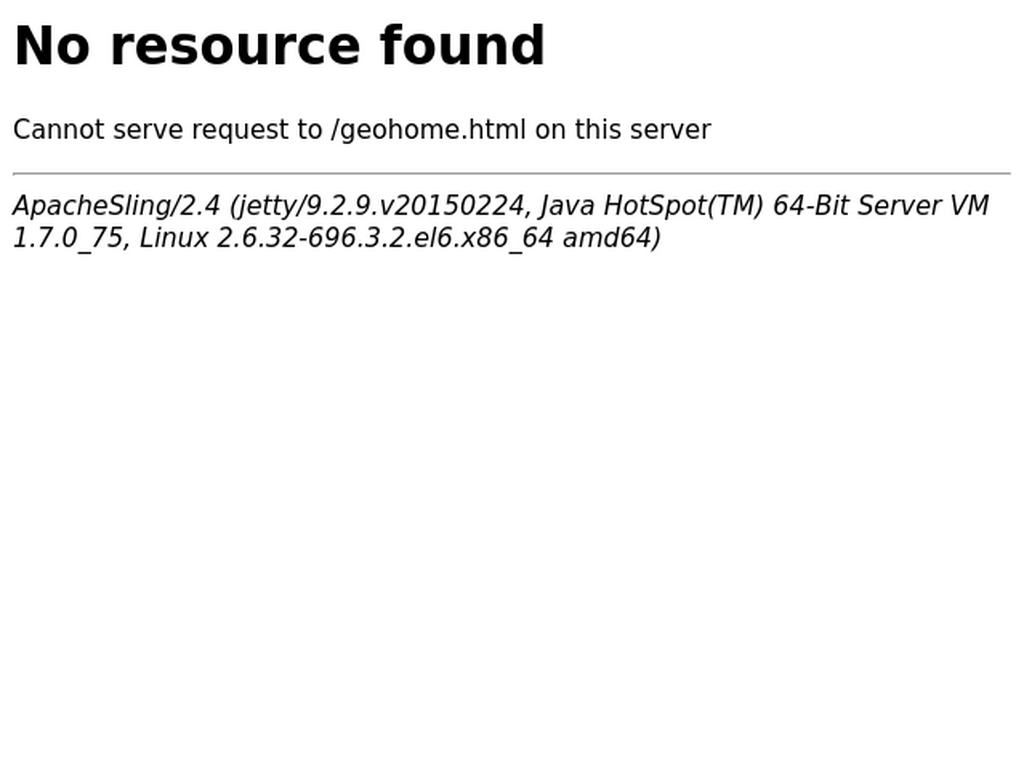 No resource found
Cannot serve request to /geohome.html on this server
ApacheSling/2.4 (jetty/9.2.9.v20150224, Java HotSpot(TM) 64-Bit Server VM
1.7.0_75, Linux 2.6.32-696.3.2.el6.x86_64 amd64)